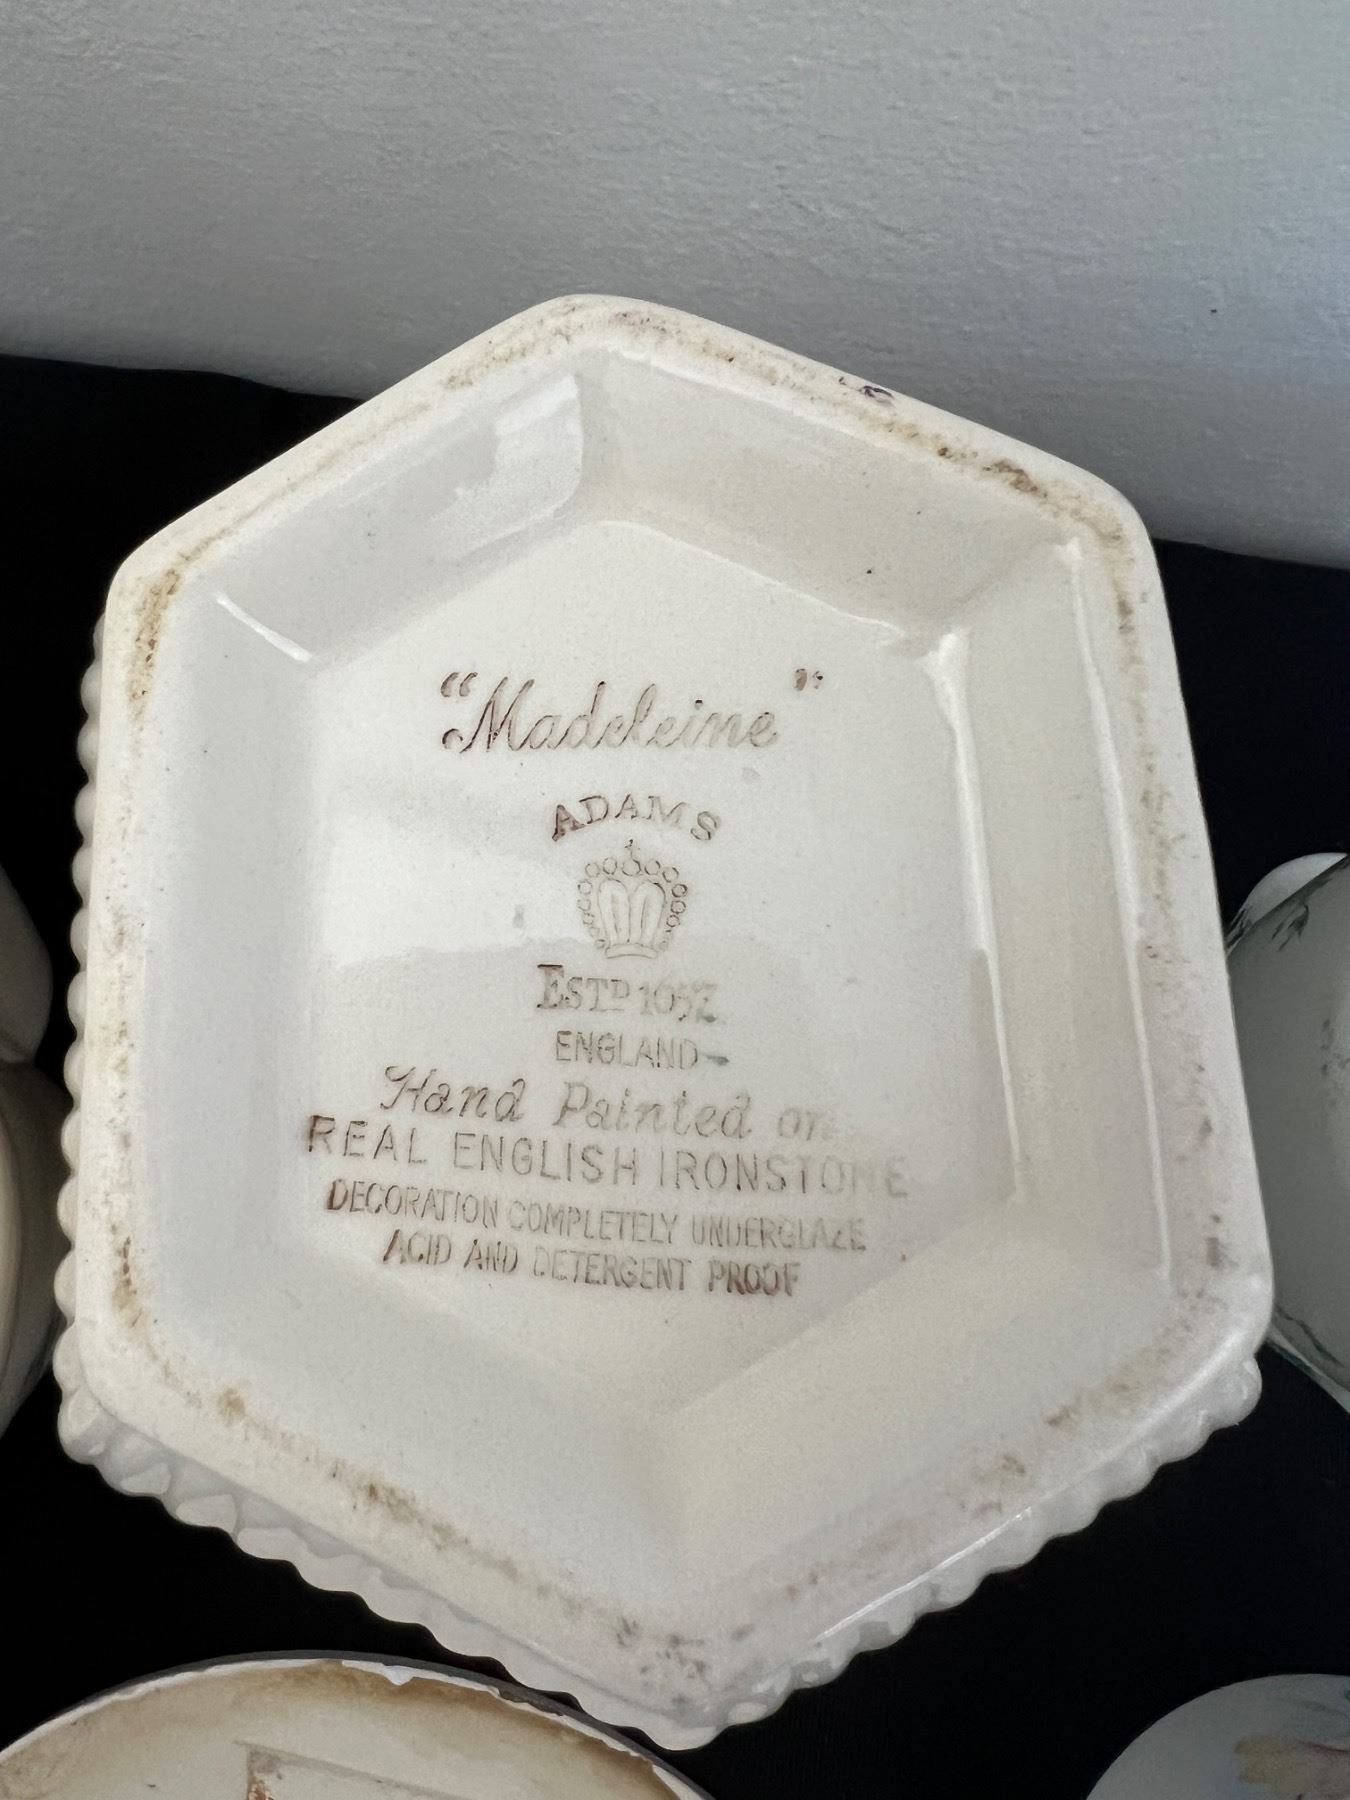 "Madeleine"
ADAMS
ESTD 1657
ENGLAND
Hand Painted on
REAL ENGLISH IRONSTONE
DECORATION COMPLETELY UNDERGLAZE
ACID AND DETERGENT PROOF